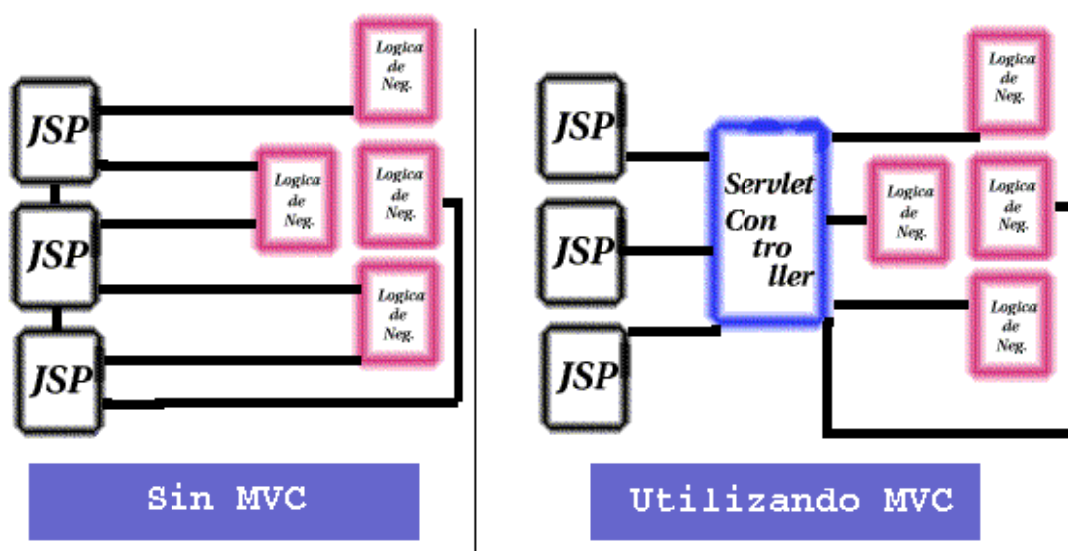 JSP
JSP
JSP
Logica
de
Neg.
Logica
de
Neg.
Logica
de
Neg.
Logica
de
Neg.
Sin MVC
JSP
JSP
JSP
Servlet
Con
tro
ller
Logica
de
Neg.
Logica
de
Neg.
Logica
de
Neg.
Logica
de
Neg.
Utilizando MVC